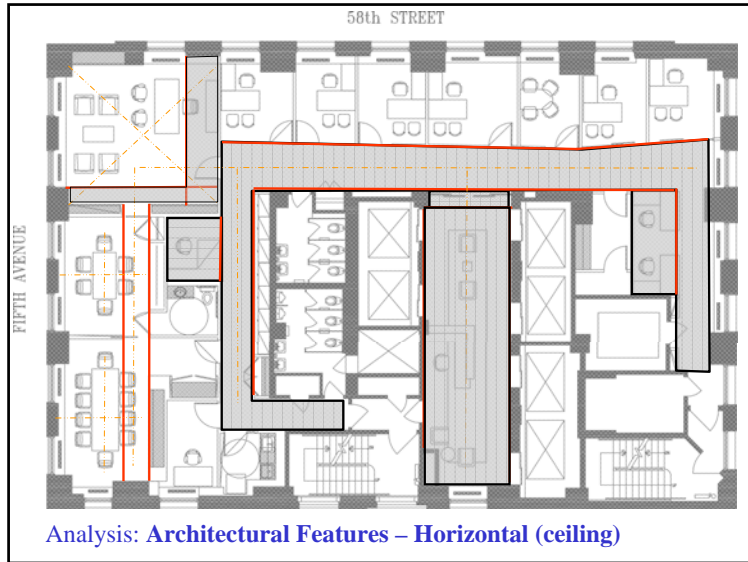 58th STREET
FIFTH AVENUE
Analysis: Architectural Features – Horizontal (ceiling)